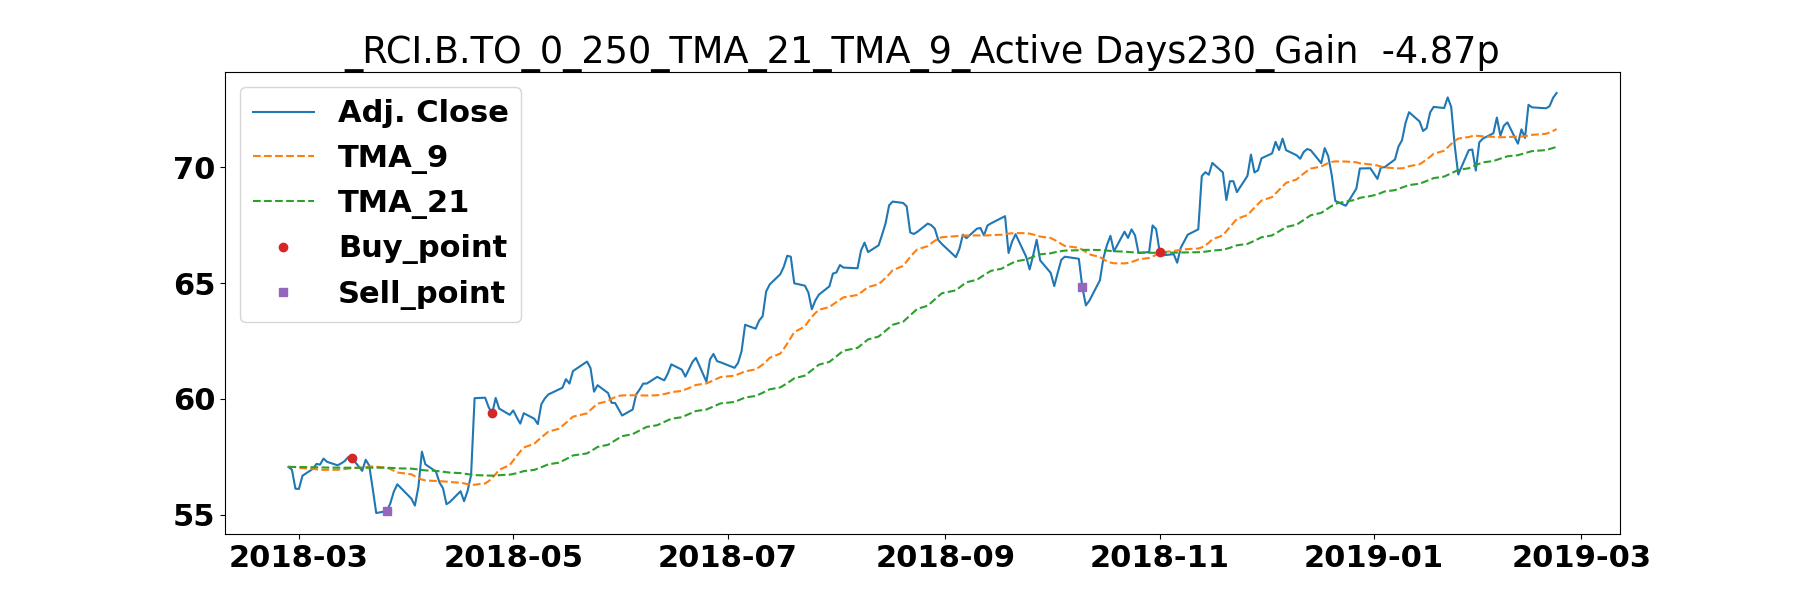 _RCI.B.TO_0_250_TMA_21_TMA_9_Active Days230_Gain  -4.87p
Adj. Close
TMA_9
TMA_21
Buy_point
Sell_point
70
65
60
55
2018-03 2018-05 2018-07 2018-09 2018-11 2019-01 2019-03